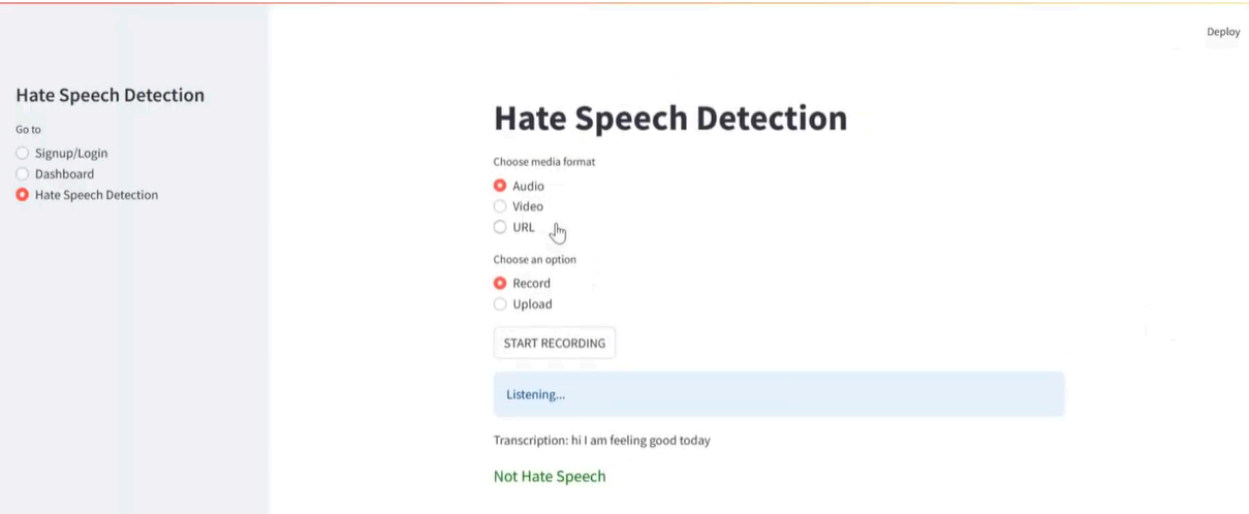 Deploy
Hate Speech Detection
Go to
Signup/Login
Dashboard
Hate Speech Detection
Hate Speech Detection
Choose media format
Audio
Video
URL
Choose an option
Record
Upload
START RECORDING
Listening...
Transcription: hi I am feeling good today
Not Hate Speech